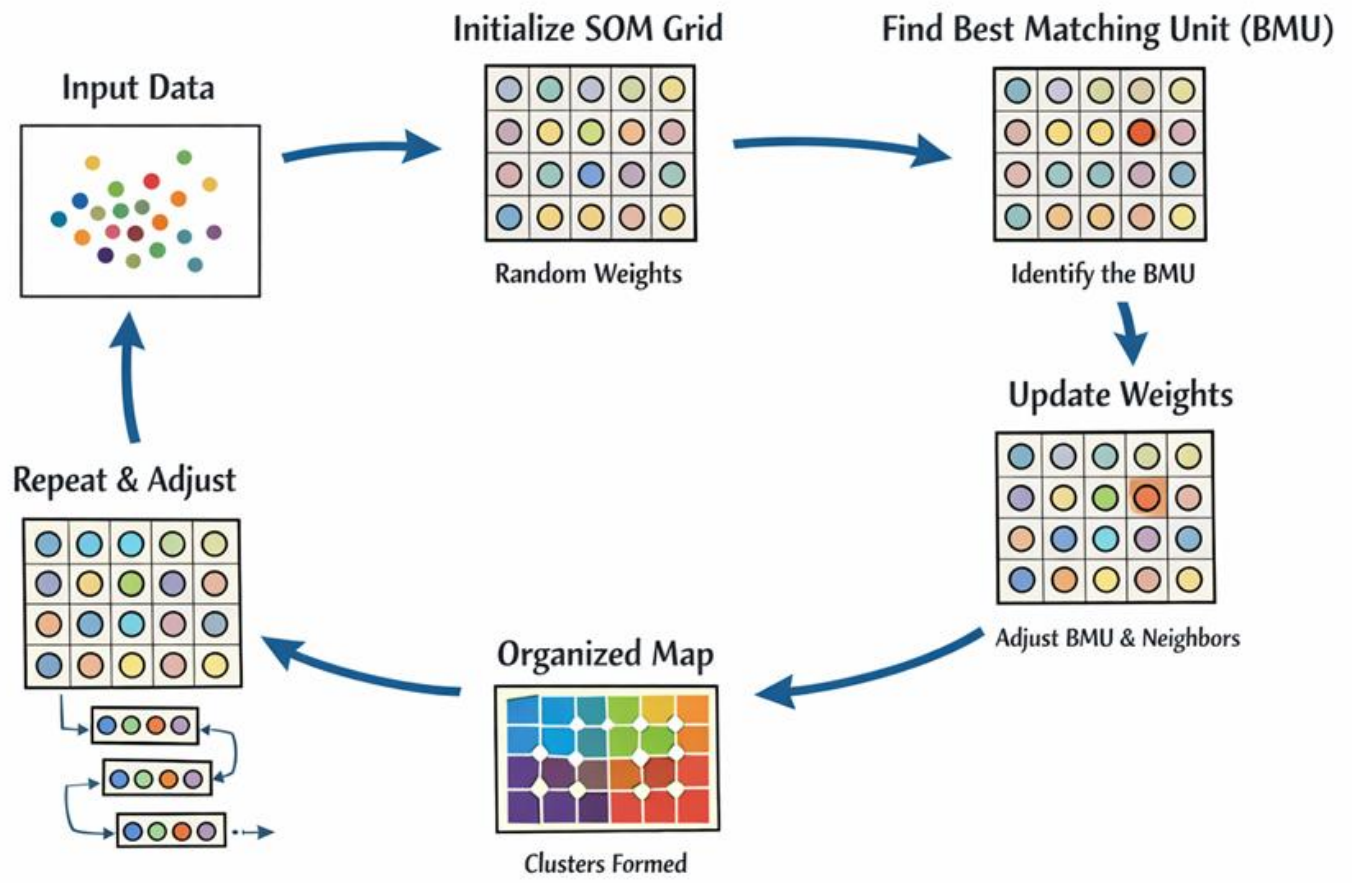 Input Data
Initialize SOM Grid
Random Weights
Find Best Matching Unit (BMU)
Identify the BMU
Update Weights
Adjust BMU & Neighbors
Organized Map
Clusters Formed
Repeat & Adjust